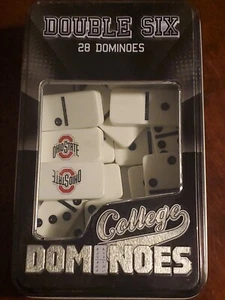 DOUBLE SIX
28 DOMINOES
OHIO STATE
OHIO STATE
College
DOMINOES